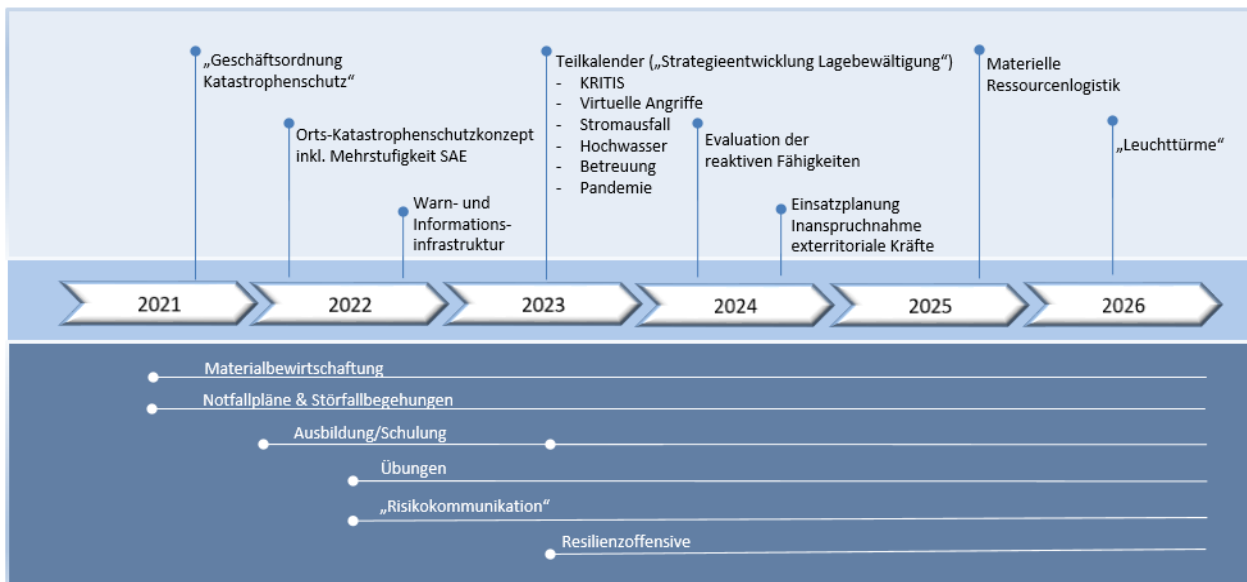 „Geschäftsordnung
Katastrophenschutz“
Orts-Katastrophenschutzkonzept
inkl. Mehrstufigkeit SAE
Warn- und
Informations-
infrastruktur
Teilkalender („Strategieentwicklung Lagebewältigung“)
- KRITIS
- Virtuelle Angriffe
- Stromausfall
- Hochwasser
- Betreuung
- Pandemie
Evaluation der
reaktiven Fähigkeiten
Einsatzplanung
Inanspruchnahme
exterritoriale Kräfte
Materielle
Ressourcenlogistik
„Leuchttürme“
2021
2022
2023
2024
2025
2026
Materialbewirtschaftung
Notfallpläne & Störfallbegehungen
Ausbildung/Schulung
Übungen
„Risikokommunikation“
Resilienzoffensive